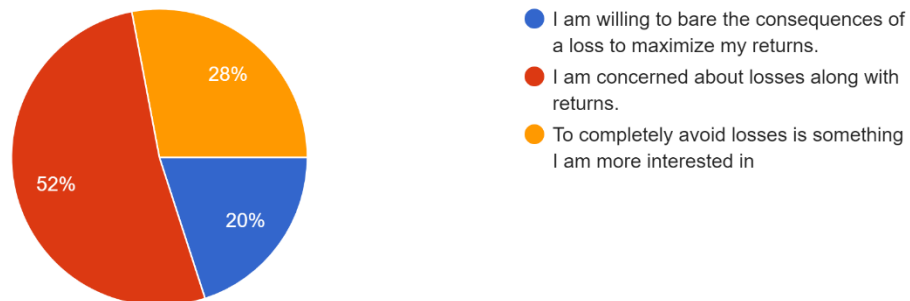 I am willing to bare the consequences of
a loss to maximize my returns.
I am concerned about losses along with
returns.
To completely avoid losses is something
I am more interested in
28%
52%
20%